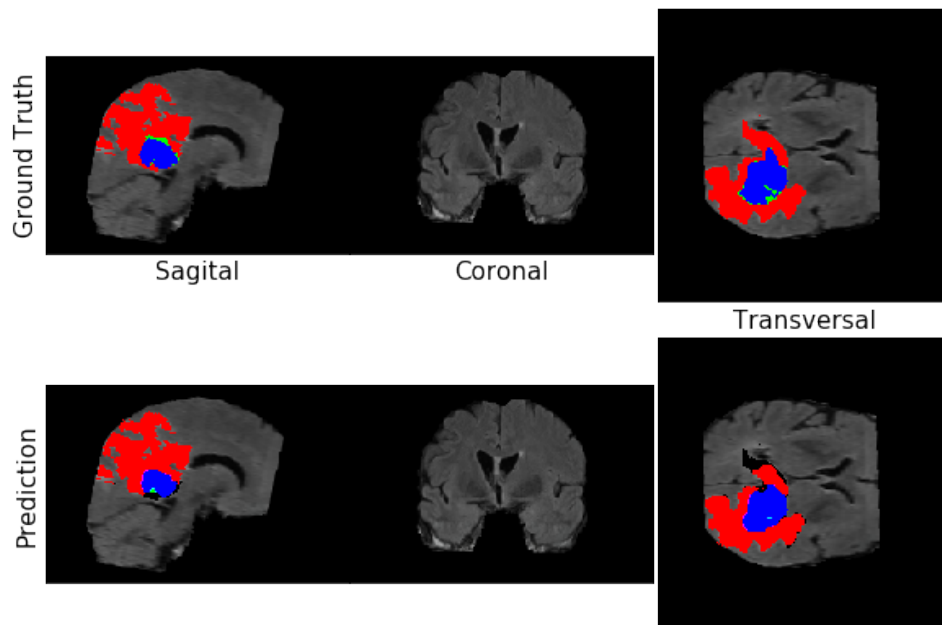 Ground Truth
Sagital
Coronal
Transversal
Prediction